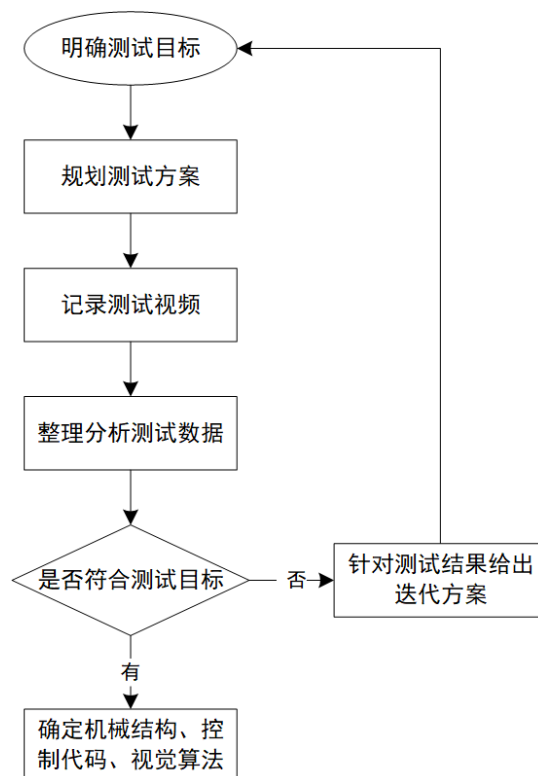 明确测试目标
规划测试方案
记录测试视频
整理分析测试数据
是否符合测试目标
否
针对测试结果给出
迭代方案
有
确定机械结构、控
制代码、视觉算法